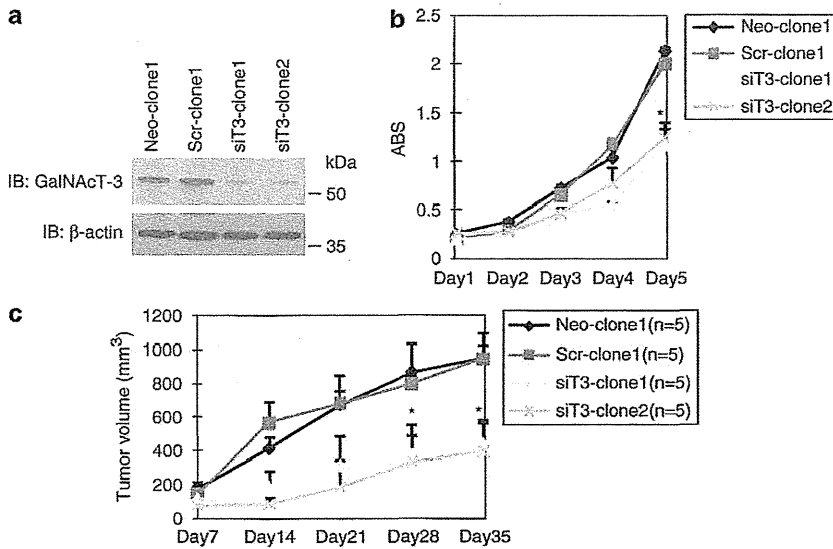 a
Neo-clone1
Scr-clone1
siT3-clone1
siT3-clone2
kDa
IB: GalNAcT-3
50
IB: β-actin
35
b
2.5
2
1.5
1
0.5
0
ABS
Day1 Day2 Day3 Day4 Day5
*
Neo-clone1
Scr-clone1
siT3-clone1
siT3-clone2
c
1200
1000
800
600
400
200
0
Tumor volume (mm³)
Day7 Day14 Day21 Day28 Day35
* *
Neo-clone1(n=5)
Scr-clone1(n=5)
siT3-clone1(n=5)
siT3-clone2(n=5)